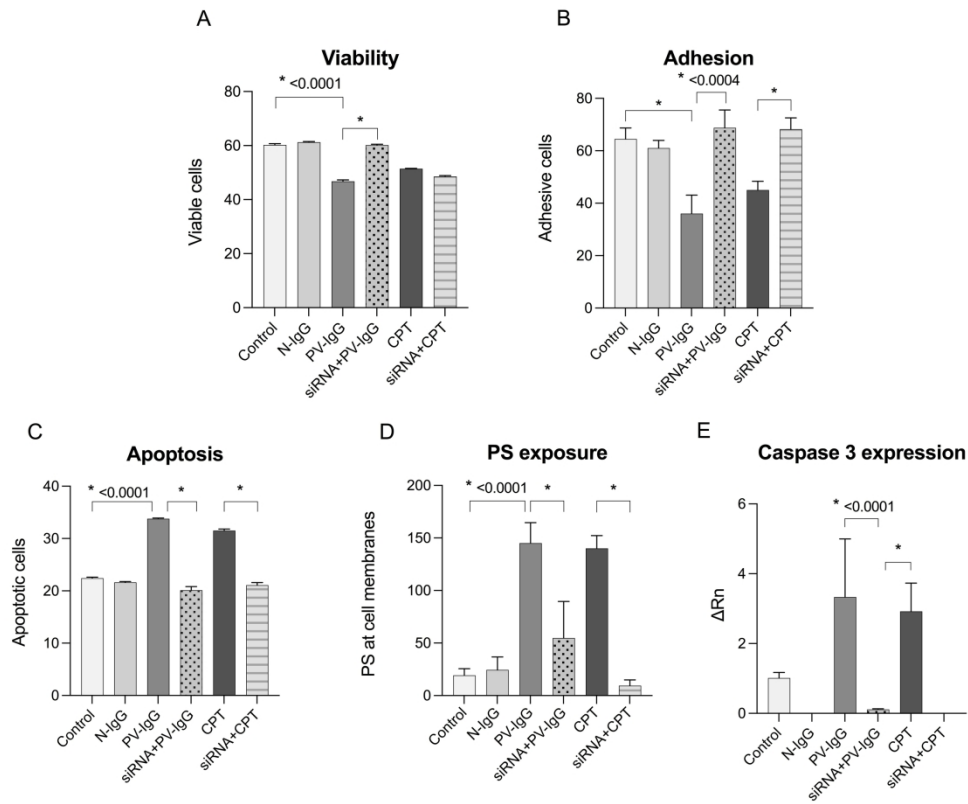 A
Viability
* <0.0001
*
Viable cells
80
60
40
20
0
Control
N-IgG
PV-IgG
siRNA+PV-IgG
CPT
siRNA+CPT
B
Adhesion
* <0.0004
*
*
Adhesive cells
80
60
40
20
0
Control
N-IgG
PV-IgG
siRNA+PV-IgG
CPT
siRNA+CPT
C
Apoptosis
* <0.0001
*
*
Apoptotic cells
40
30
20
10
0
Control
N-IgG
PV-IgG
siRNA+PV-IgG
CPT
siRNA+CPT
D
PS exposure
* <0.0001
*
*
PS at cell membranes
200
150
100
50
0
Control
N-IgG
PV-IgG
siRNA+PV-IgG
CPT
siRNA+CPT
E
Caspase 3 expression
* <0.0001
*
ΔRn
6
4
2
0
Control
N-IgG
PV-IgG
siRNA+PV-IgG
CPT
siRNA+CPT